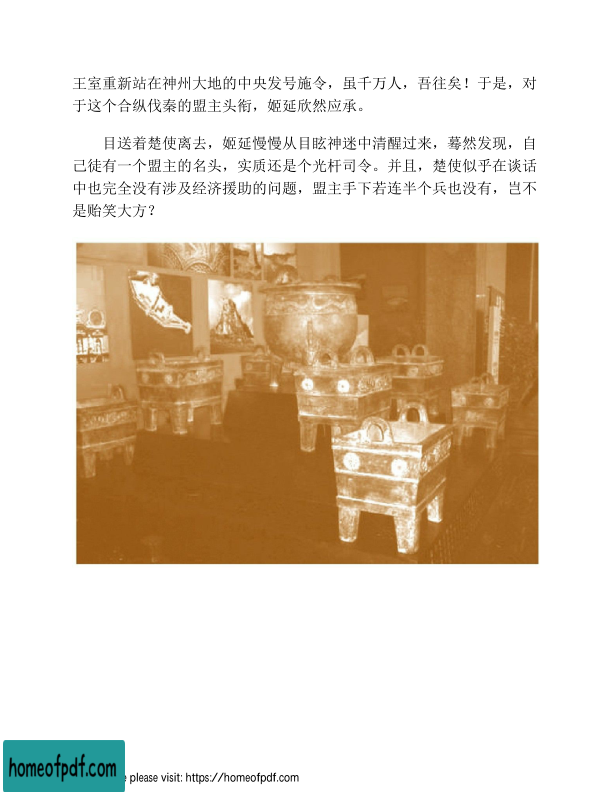 王室重新站在神州大地的中央发号施令，虽千万人，吾往矣！于是，对
于这个合纵伐秦的盟主头衔，姬延欣然应承。
目送着楚使离去，姬延慢慢从目眩神迷中清醒过来，蓦然发现，自
己徒有一个盟主的名头，实质还是个光杆司令。并且，楚使似乎在谈话
中也完全没有涉及经济援助的问题，盟主手下若连半个兵也没有，岂不
是贻笑大方？
homeofpdf.com
e please visit: https://homeofpdf.com